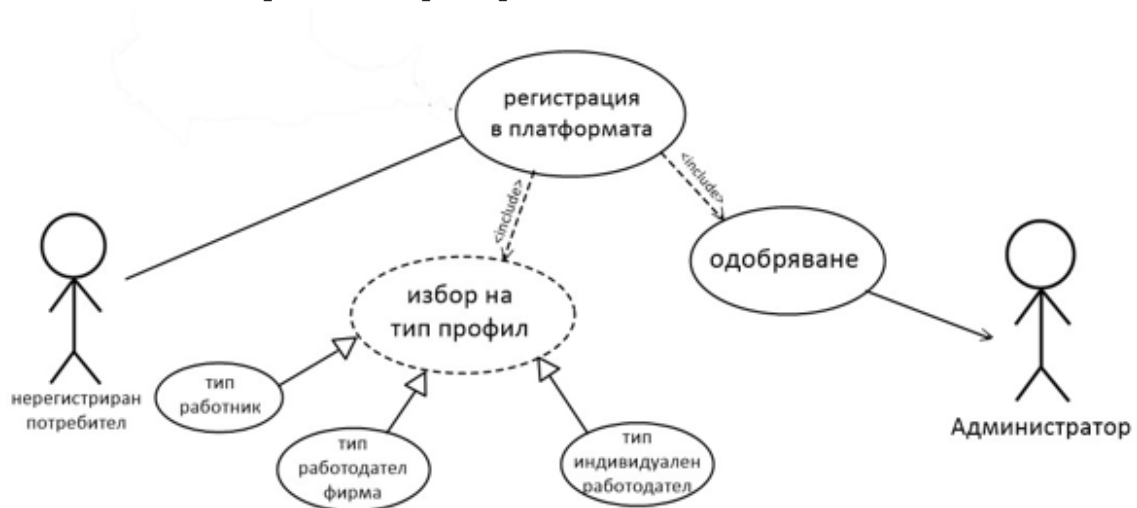 регистрация
в платформата
<include>
<include>
одобряване
избор на
тип профил
нерегистриран
потребител
тип
работник
тип
работодател
фирма
тип
индивидуален
работодател
Администратор